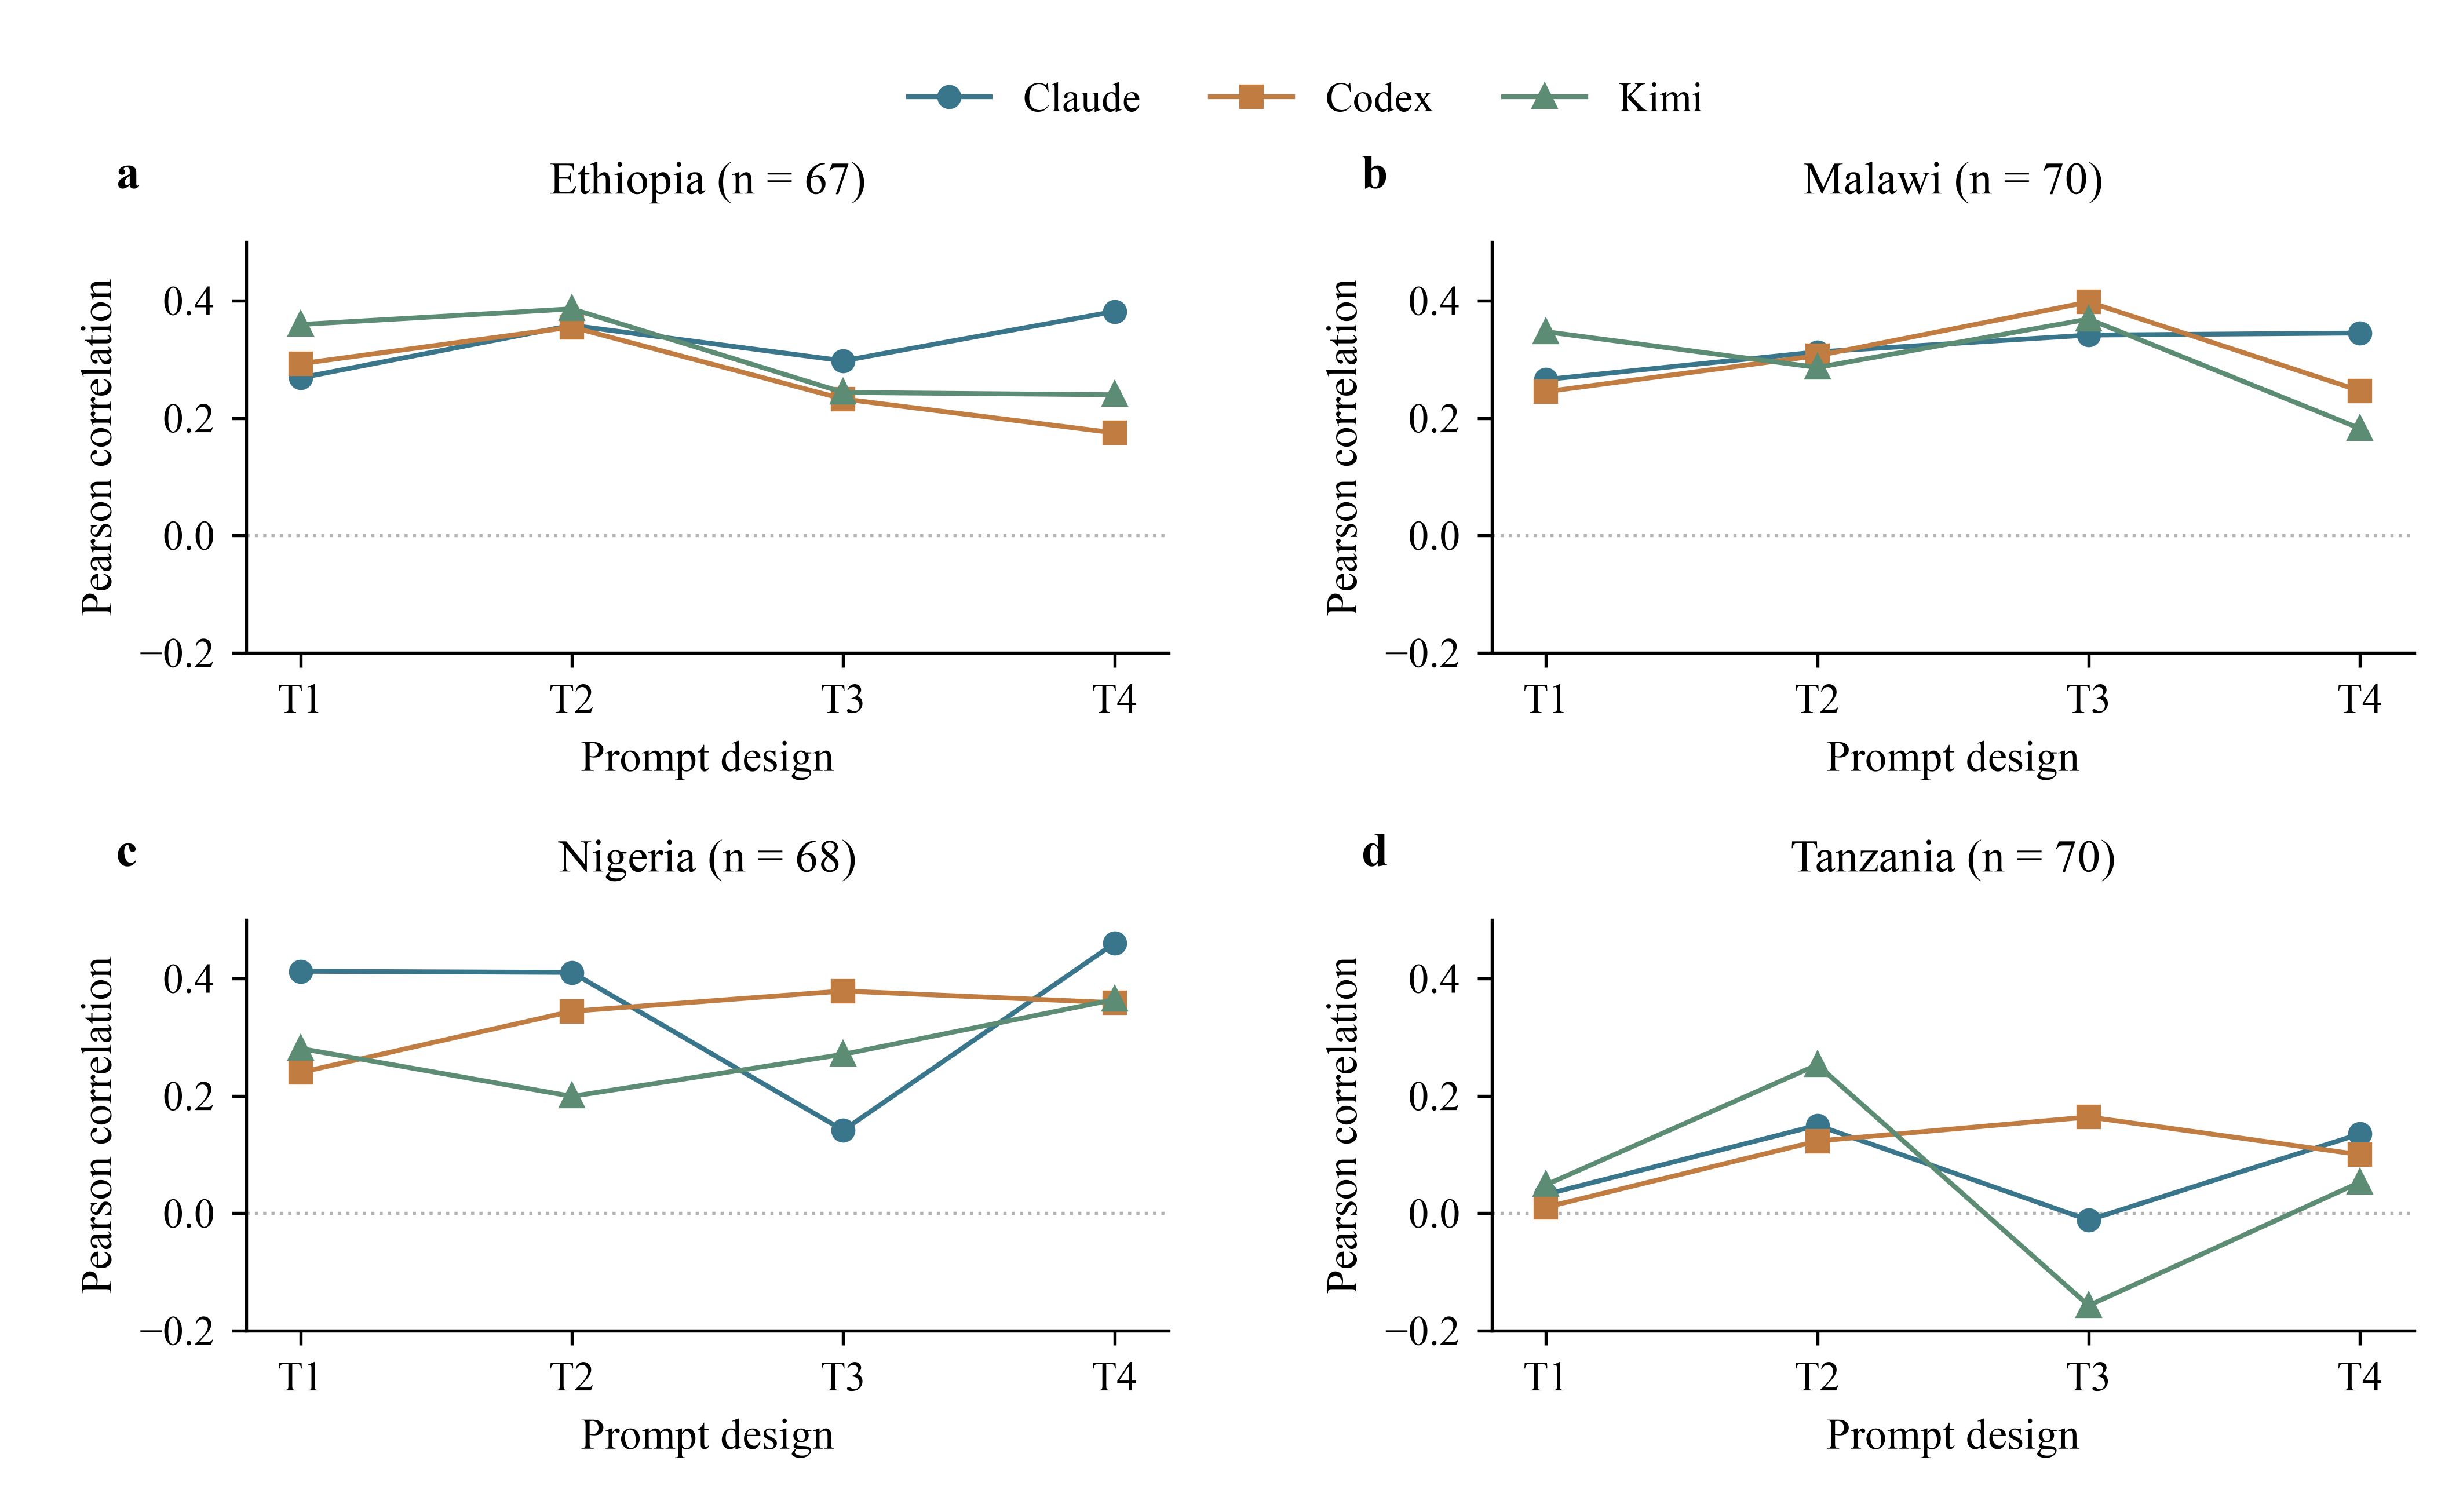 Claude Codex Kimi
a Ethiopia (n = 67)
Pearson correlation
0.4
0.2
0.0
−0.2
T1 T2 T3 T4
Prompt design
b Malawi (n = 70)
Pearson correlation
0.4
0.2
0.0
−0.2
T1 T2 T3 T4
Prompt design
c Nigeria (n = 68)
Pearson correlation
0.4
0.2
0.0
−0.2
T1 T2 T3 T4
Prompt design
d Tanzania (n = 70)
Pearson correlation
0.4
0.2
0.0
−0.2
T1 T2 T3 T4
Prompt design